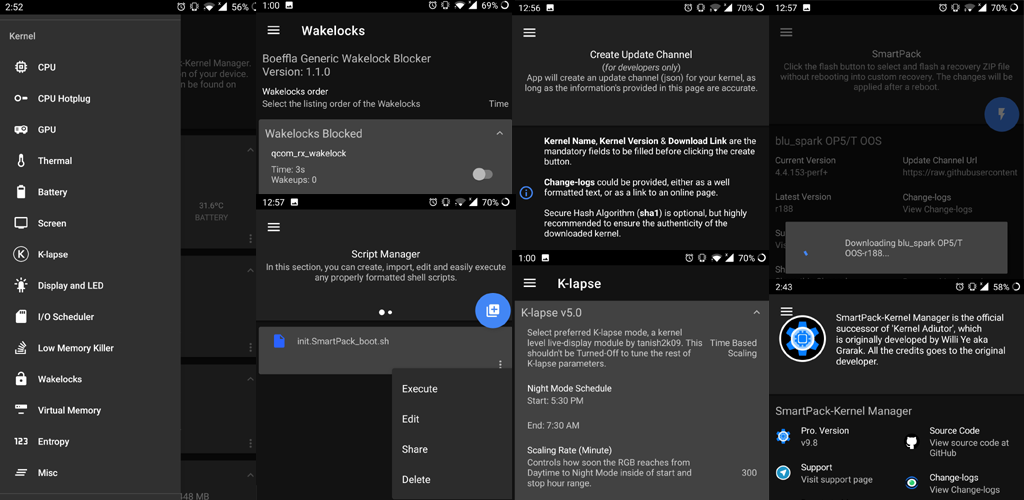 2:52
56%
Kernel
CPU
CPU Hotplug
GPU
Thermal
Battery
Screen
K-lapse
Display and LED
I/O Scheduler
Low Memory Killer
Wakelocks
Virtual Memory
Entropy
Misc
-Kernel Manager.
of your device.
n be found on
31.6°C
BATTERY
148 MB
1:00
69%
Wakelocks
Boeffla Generic Wakelock Blocker
Version: 1.1.0
Wakelocks order
Select the listing order of the Wakelocks
Time
Wakelocks Blocked
qcom_rx_wakelock
Time: 3s
Wakeups: 0
12:57
70%
Script Manager
In this section, you can create, import, edit and easily execute
any properly formatted shell scripts.
init.SmartPack_boot.sh
Execute
Edit
Share
Delete
12:56
70%
Create Update Channel
(for developers only)
App will create an update channel (json) for your kernel, as
long as the information's provided in this page are accurate.
Kernel Name, Kernel Version & Download Link are the
mandatory fields to be filled before clicking the create
button.
Change-logs could be provided, either as a well
formatted text, or as a link to an online page.
Secure Hash Algorithm (sha1) is optional, but highly
recommended to ensure the authenticity of the
downloaded kernel.
1:00
70%
K-lapse
K-lapse v5.0
Select preferred K-lapse mode, a kernel
level live-display module by tanish2k09. This
shouldn't be Turned-Off to tune the rest of
K-lapse parameters.
Time Based
Scaling
Night Mode Schedule
Start: 5:30 PM
End: 7:30 AM
Scaling Rate (Minute)
Controls how soon the RGB reaches from
Daytime to Night Mode inside of start and
stop hour range.
300
12:57
70%
SmartPack
Click the flash button to select and flash a recovery ZIP file
without rebooting into custom recovery. The changes will be
applied after a reboot.
blu_spark OP5/T OOS
Current Version
4.4.153-perf+
Update Channel Url
https://raw.githubusercontent
Latest Version
r188
Change-logs
View Change-logs
Su
Downloading blu_spark OP5/T
OOS-r188...
2:43
58%
SmartPack-Kernel Manager is the official
successor of 'Kernel Adiutor', which
is originally developed by Willi Ye aka
Grarak. All the credits goes to the original
developer.
SmartPack-Kernel Manager
Pro. Version
v9.8
Source Code
View source code at
GitHub
Support
Visit support page
Change-logs
View Change-logs